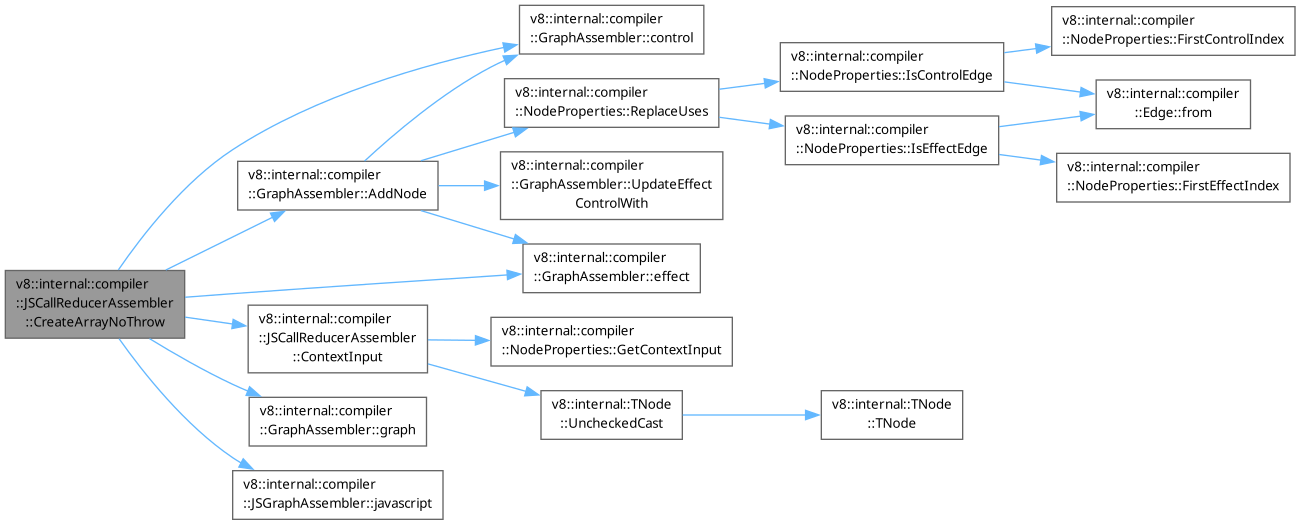 v8::internal::compiler
::JSCallReducerAssembler
::CreateArrayNoThrow
v8::internal::compiler
::GraphAssembler::control
v8::internal::compiler
::GraphAssembler::AddNode
v8::internal::compiler
::NodeProperties::ReplaceUses
v8::internal::compiler
::NodeProperties::IsControlEdge
v8::internal::compiler
::NodeProperties::FirstControlIndex
v8::internal::compiler
::Edge::from
v8::internal::compiler
::NodeProperties::IsEffectEdge
v8::internal::compiler
::NodeProperties::FirstEffectIndex
v8::internal::compiler
::GraphAssembler::UpdateEffect
ControlWith
v8::internal::compiler
::GraphAssembler::effect
v8::internal::compiler
::JSCallReducerAssembler
::ContextInput
v8::internal::compiler
::NodeProperties::GetContextInput
v8::internal::TNode
::UncheckedCast
v8::internal::TNode
::TNode
v8::internal::compiler
::GraphAssembler::graph
v8::internal::compiler
::JSGraphAssembler::javascript